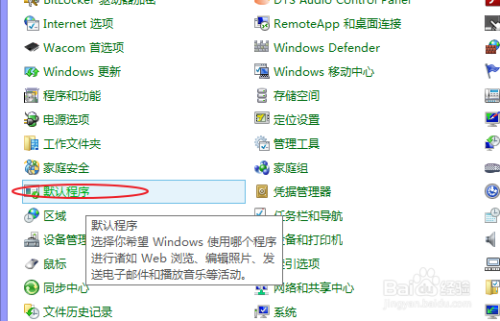 BitLocker 驱动器加密
DTS Audio Control Panel
Internet 选项
RemoteApp 和桌面连接
Wacom 首选项
Windows Defender
Windows 更新
Windows 移动中心
程序和功能
存储空间
电源选项
定位设置
工作文件夹
管理工具
家庭安全
家庭组
默认程序
凭据管理器
区域
任务栏和导航
默认程序
选择你希望 Windows 使用哪个程序
进行诸如 Web 浏览、编辑照片、发
送电子邮件和播放音乐等活动。
设备管理
设备和打印机
鼠标
索引选项
同步中心
网络和共享中心
文件历史记录
系统
Baidu 经验
jingyan.baidu.com